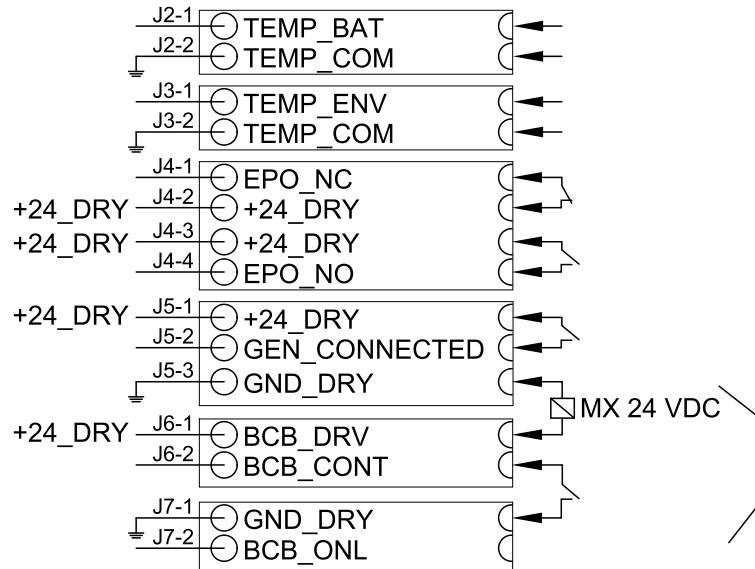 J2-1 TEMP_BAT
J2-2 TEMP_COM
J3-1 TEMP_ENV
J3-2 TEMP_COM
J4-1 EPO_NC
+24_DRY J4-2 +24_DRY
+24_DRY J4-3 +24_DRY
J4-4 EPO_NO
+24_DRY J5-1 +24_DRY
J5-2 GEN_CONNECTED
J5-3 GND_DRY
MX 24 VDC
+24_DRY J6-1 BCB_DRV
J6-2 BCB_CONT
J7-1 GND_DRY
J7-2 BCB_ONL